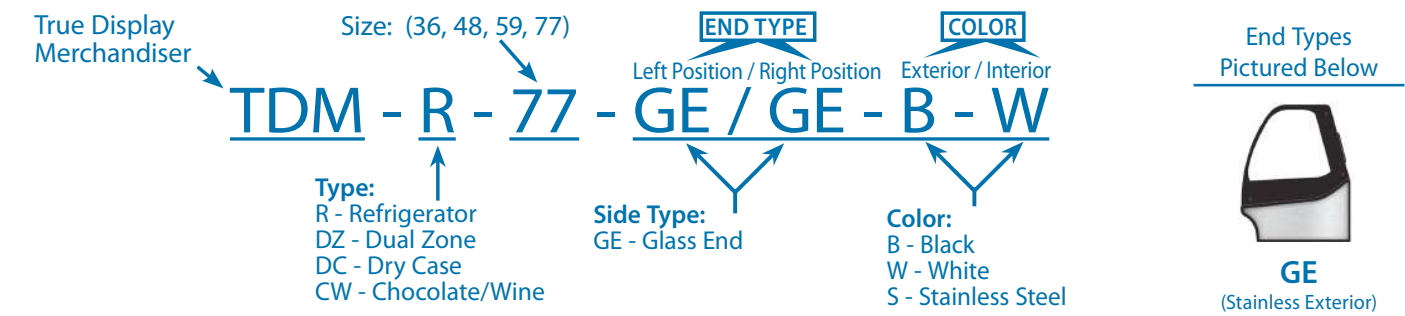 True Display
Merchandiser
Size: (36, 48, 59, 77)
END TYPE
COLOR
Left Position / Right Position
Exterior / Interior
TDM - R - 77 - GE / GE - B - W
Type:
R - Refrigerator
DZ - Dual Zone
DC - Dry Case
CW - Chocolate/Wine
Side Type:
GE - Glass End
Color:
B - Black
W - White
S - Stainless Steel
End Types
Pictured Below
GE
(Stainless Exterior)